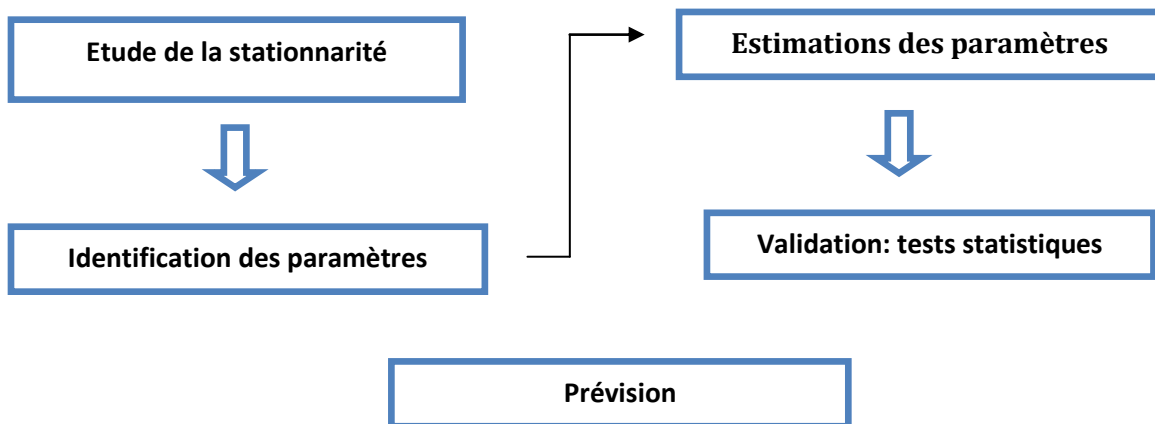 Etude de la stationnarité
Identification des paramètres
Estimations des paramètres
Validation: tests statistiques
Prévision